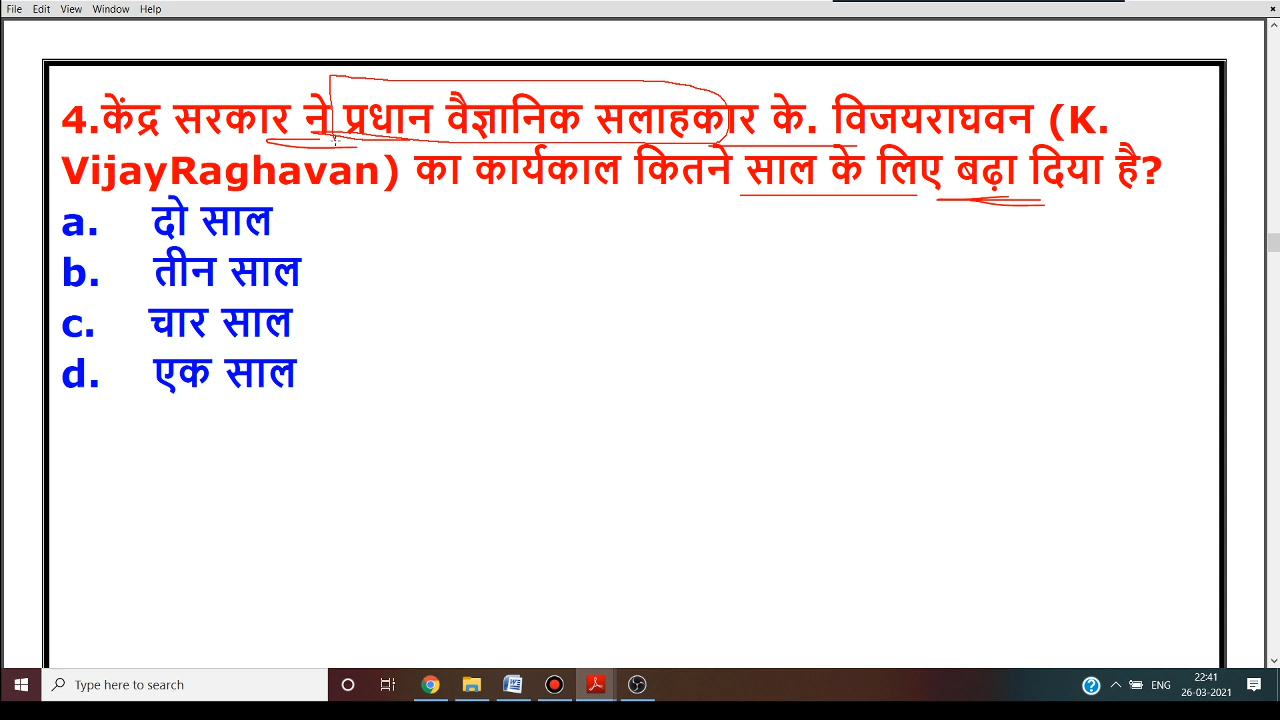 File Edit View Window Help
4.केंद्र सरकार ने प्रधान वैज्ञानिक सलाहकार के. विजयराघवन (K.
VijayRaghavan) का कार्यकाल कितने साल के लिए बढ़ा दिया है?
a. दो साल
b. तीन साल
c. चार साल
d. एक साल
Type here to search
ENG
22:41
26-03-2021